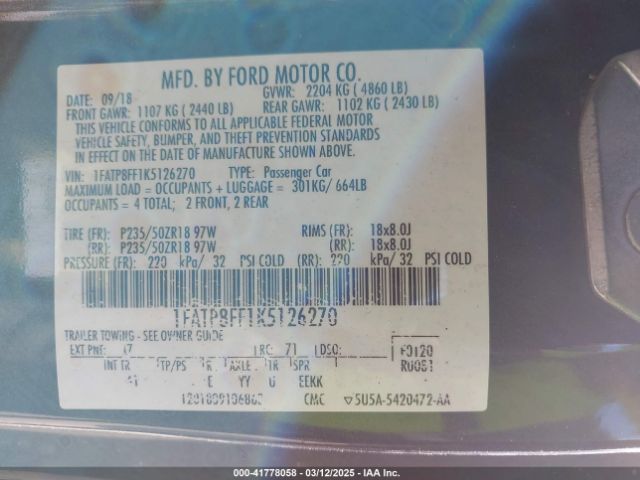 MFD. BY FORD MOTOR CO.
DATE: 09/18 GVWR: 2204 KG ( 4860 LB)
FRONT GAWR: 1107 KG ( 2440 LB) REAR GAWR: 1102 KG ( 2430 LB)
THIS VEHICLE CONFORMS TO ALL APPLICABLE FEDERAL MOTOR
VEHICLE SAFETY, BUMPER, AND THEFT PREVENTION STANDARDS
IN EFFECT ON THE DATE OF MANUFACTURE SHOWN ABOVE.
VIN: 1FATP8FF1K5126270 TYPE: Passenger Car
MAXIMUM LOAD = OCCUPANTS + LUGGAGE = 301KG/ 664LB
OCCUPANTS = 4 TOTAL; 2 FRONT, 2 REAR
TIRE (FR): P235/50ZR18 97W RIMS (FR): 18x8.0J
(RR): P235/50ZR18 97W (RR): 18x8.0J
PRESSURE (FR): 220 kPa/ 32 PSI COLD (RR): 220 kPa/ 32 PSI COLD
1FATP8FF1K5126270
TRAILER TOWING - SEE OWNER GUIDE
EXT PNT: RC: 71 DSO: F0120
INT TR TP/PS R AXLE TR SPR R0051
E YY G EEKK
CMC 5U5A-5420472-AA
000-41778058 - 03/12/2025 - IAA Inc.